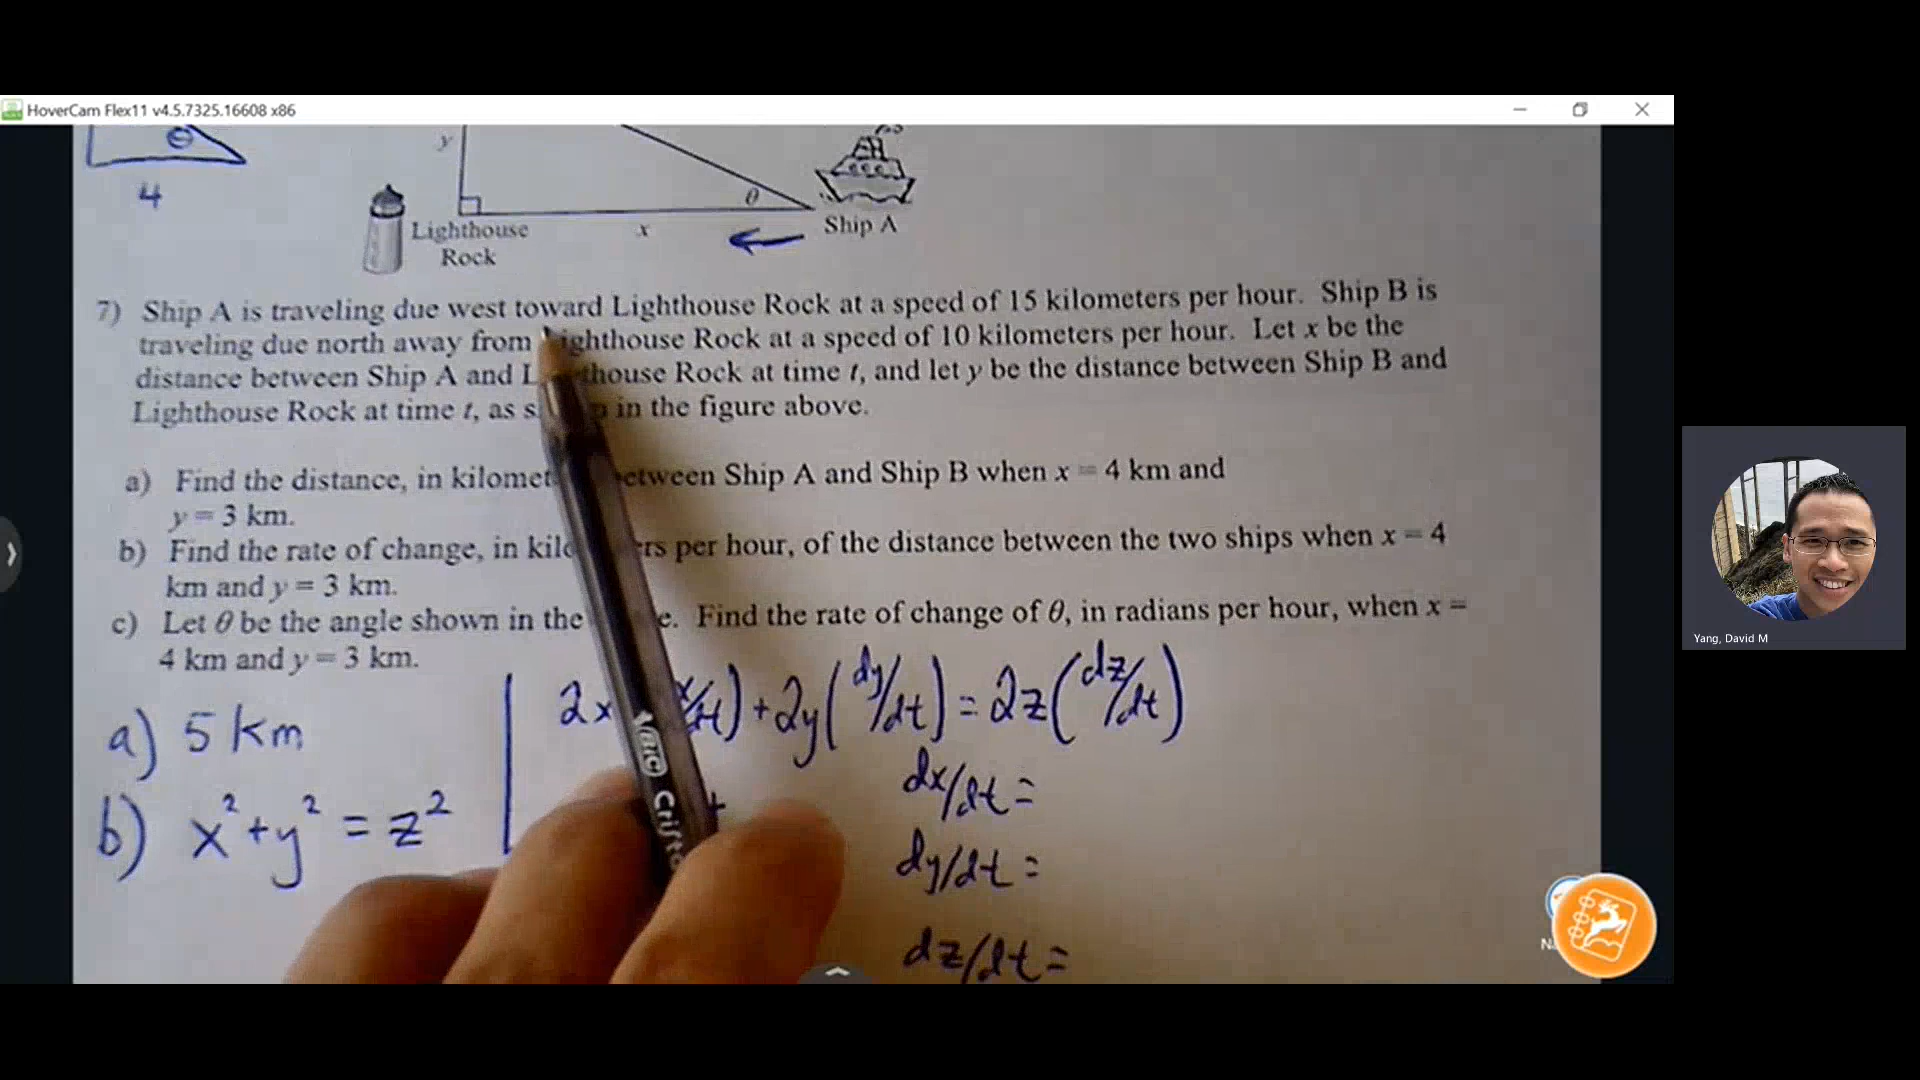 HoverCam Flex11 v4.5.7325.16608 x86
θ
4
y
θ
Lighthouse
Rock
x
Ship A
7) Ship A is traveling due west toward Lighthouse Rock at a speed of 15 kilometers per hour. Ship B is
traveling due north away from Lighthouse Rock at a speed of 10 kilometers per hour. Let x be the
distance between Ship A and Lighthouse Rock at time t, and let y be the distance between Ship B and
Lighthouse Rock at time t, as in the figure above.
a) Find the distance, in between Ship A and Ship B when x = 4 km and
y = 3 km.
b) Find the rate of change, in per hour, of the distance between the two ships when x = 4
km and y = 3 km.
c) Let θ be the angle shown in the Find the rate of change of θ, in radians per hour, when x =
4 km and y = 3 km.
2x /dt) + 2y(dy/dt) = 2z(dz/dt)
a) 5 km
dx/dt =
b) x² + y² = z²
dy/dt =
dz/dt =
Yang, David M